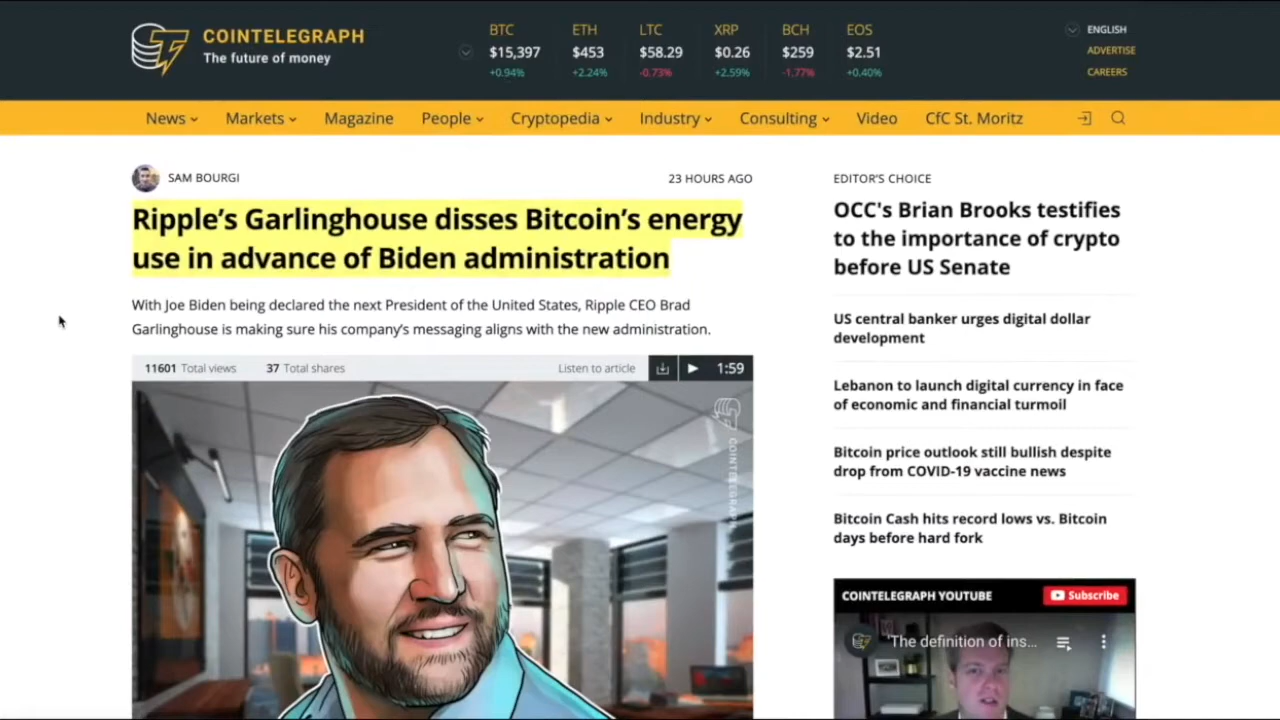 COINTELEGRAPH
The future of money
BTC
$15,397
+0.94%
ETH
$453
+2.24%
LTC
$58.29
-0.73%
XRP
$0.26
+2.59%
BCH
$259
-1.77%
EOS
$2.51
+0.40%
ENGLISH
ADVERTISE
CAREERS
News Markets Magazine People Cryptopedia Industry Consulting Video CfC St. Moritz
SAM BOURGI
23 HOURS AGO
Ripple's Garlinghouse disses Bitcoin's energy
use in advance of Biden administration
With Joe Biden being declared the next President of the United States, Ripple CEO Brad
Garlinghouse is making sure his company's messaging aligns with the new administration.
11601 Total views 37 Total shares Listen to article 1:59
COINTELEGRAPH
EDITOR'S CHOICE
OCC's Brian Brooks testifies
to the importance of crypto
before US Senate
US central banker urges digital dollar
development
Lebanon to launch digital currency in face
of economic and financial turmoil
Bitcoin price outlook still bullish despite
drop from COVID-19 vaccine news
Bitcoin Cash hits record lows vs. Bitcoin
days before hard fork
COINTELEGRAPH YOUTUBE Subscribe
'The definition of ins...